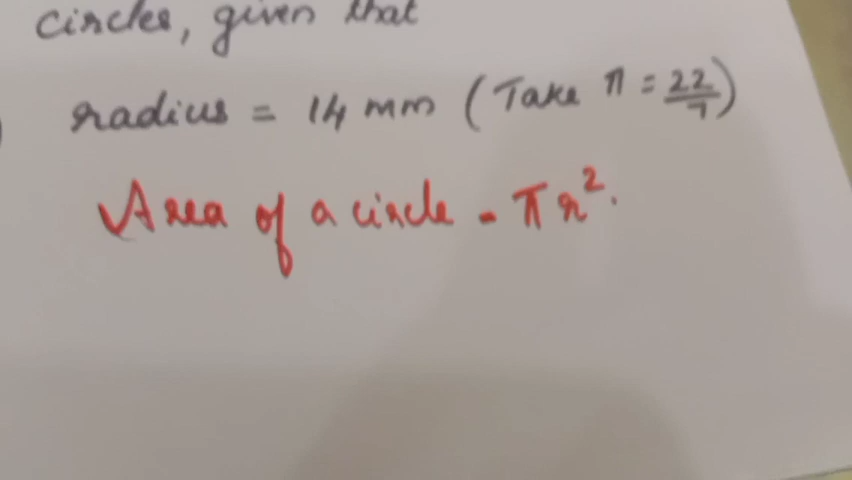 circles, given that
radius = 14 mm (Take π = 22/7)
Area of a circle - πr².